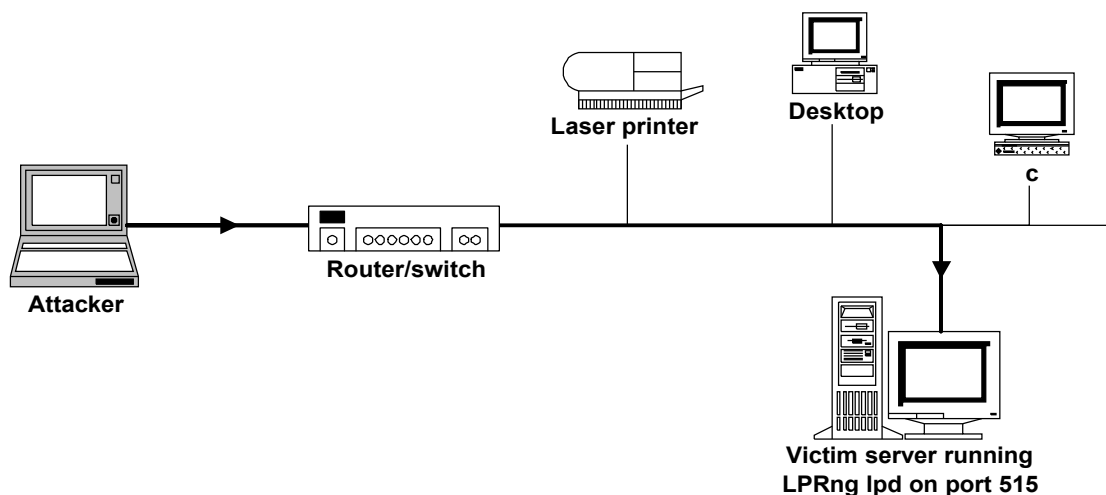 Laser printer
Desktop
c
Attacker
Router/switch
Victim server running
LPRng lpd on port 515